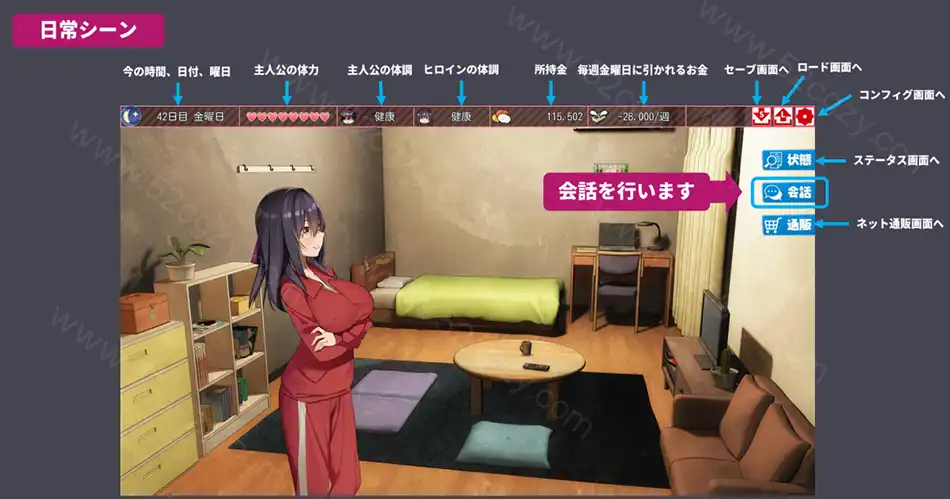 日常シーン
今の時間、日付、曜日
主人公の体力
主人公の体調
ヒロインの体調
所持金
毎週金曜日に引かれるお金
セーブ画面へ
ロード画面へ
コンフィグ画面へ
42日目 金曜日
健康
健康
115,502
-28,000/週
状態
ステータス画面へ
会話を行います
会話
通販
ネット通販画面へ